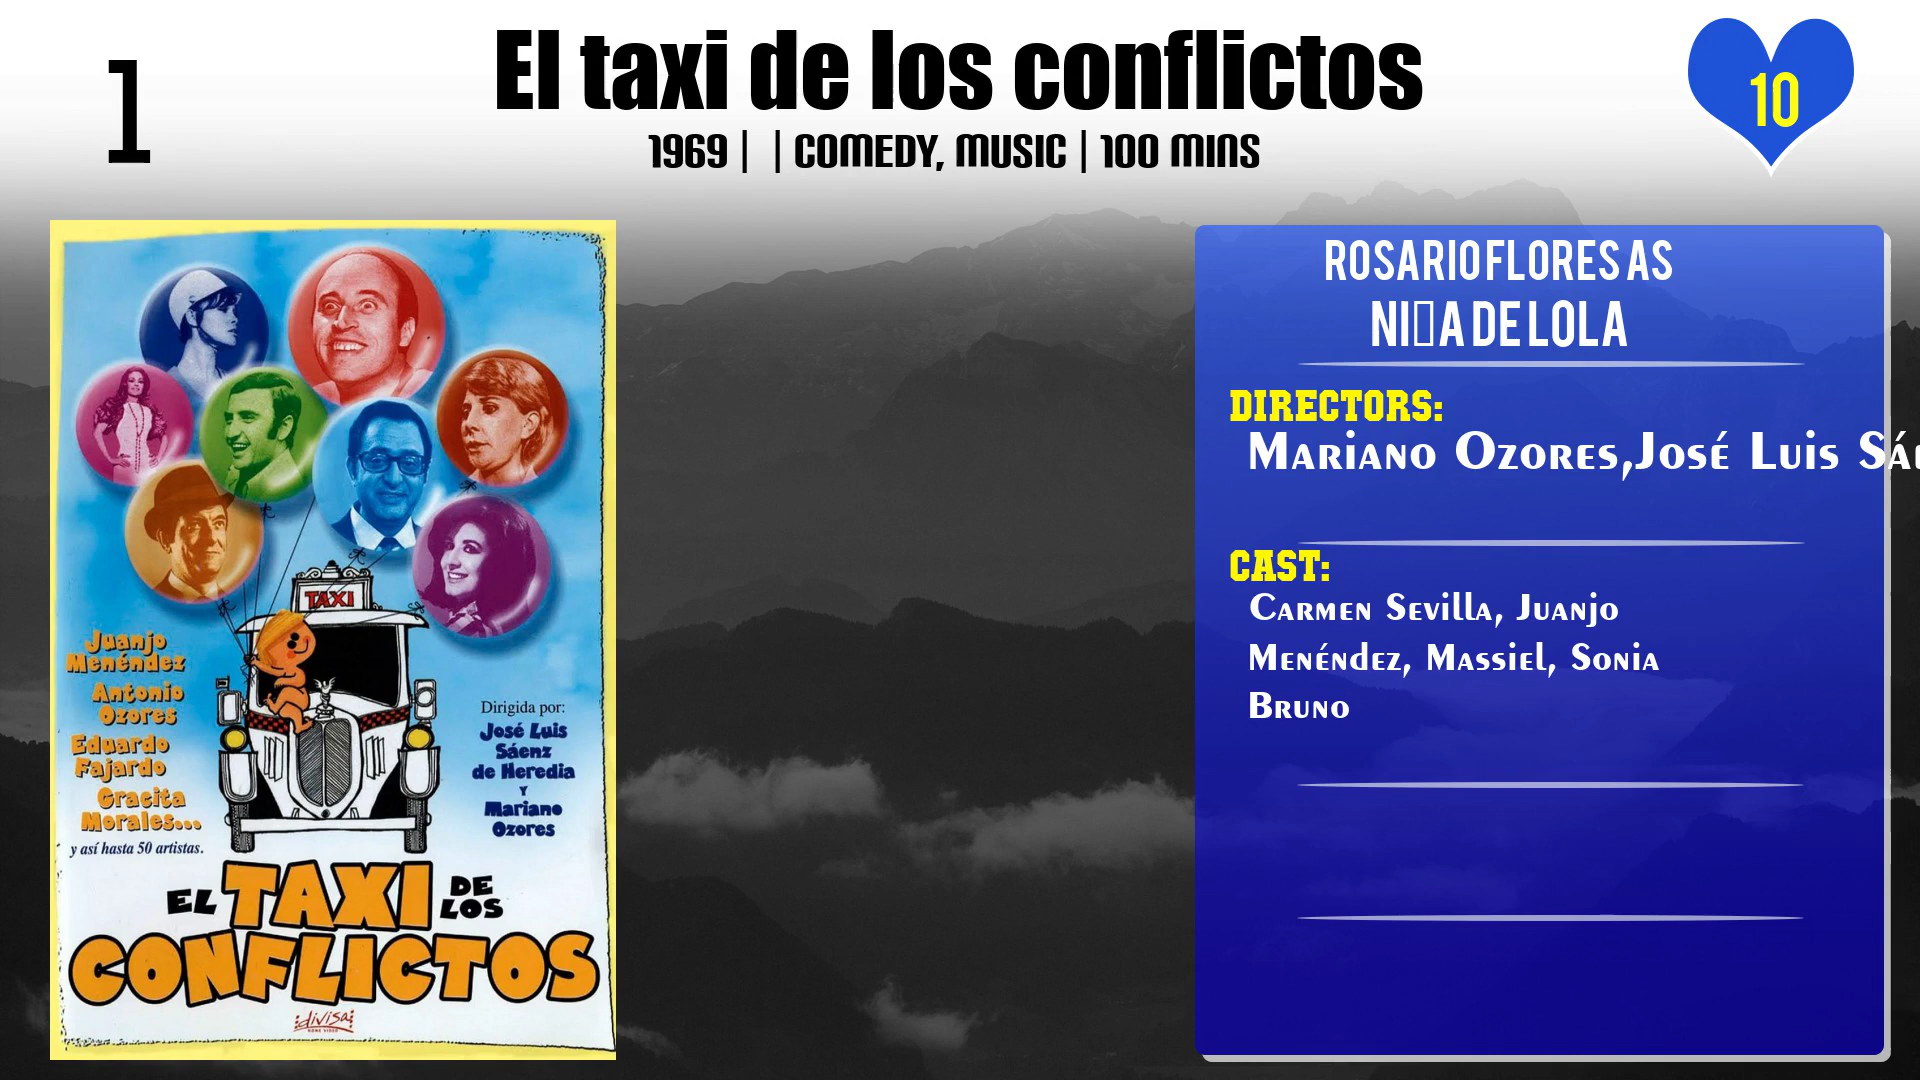 1
El taxi de los conflictos
10
1969 | | COMEDY, MUSIC | 100 MINS
ROSARIO FLORES AS
NI▯A DE LOLA
DIRECTORS:
Mariano Ozores,José Luis Sá
CAST:
Carmen Sevilla, Juanjo
Menéndez, Massiel, Sonia
Bruno
TAXI
Juanjo
Menéndez
Antonio
Ozores
Eduardo
Fajardo
Gracita
Morales...
y así hasta 50 artistas.
Dirigida por:
José Luis
Sáenz
de Heredia
Y
Mariano
Ozores
EL TAXI DE LOS
CONFLICTOS
divisa
HOME VIDEO